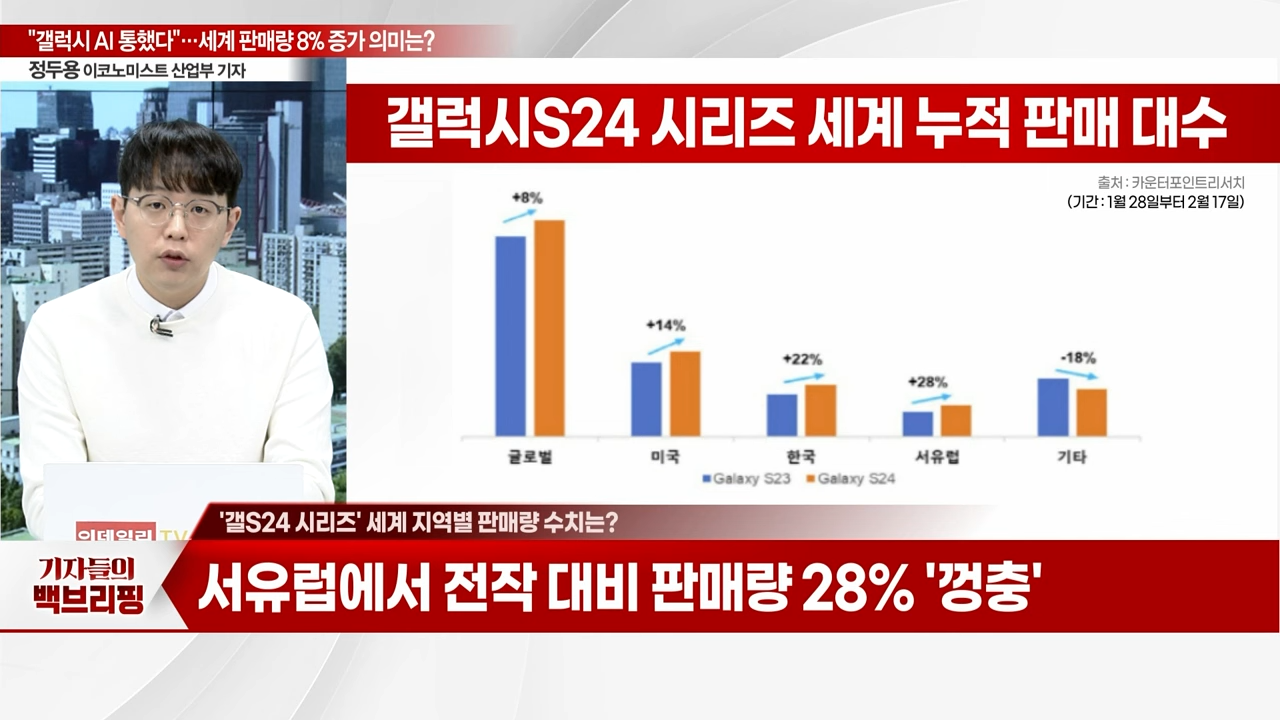 "갤럭시 AI 통했다"…세계 판매량 8% 증가 의미는?
정두용 이코노미스트 산업부 기자
갤럭시S24 시리즈 세계 누적 판매 대수
출처 : 카운터포인트리서치
(기간 : 1월 28일부터 2월 17일)
+8%
+14%
+22%
+28%
-18%
글로벌
미국
한국
서유럽
기타
Galaxy S23
Galaxy S24
이데일리 TV
'갤S24 시리즈' 세계 지역별 판매량 수치는?
기자들의
백브리핑
서유럽에서 전작 대비 판매량 28% '껑충'